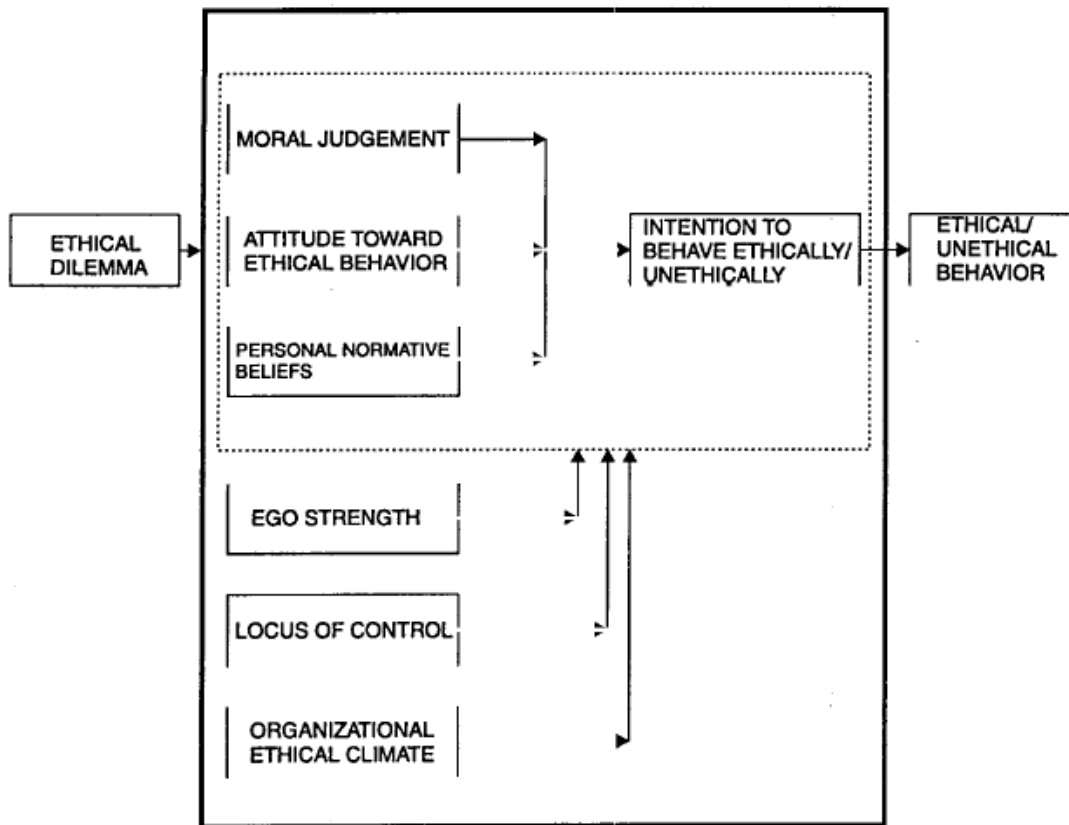 MORAL JUDGEMENT
ETHICAL
DILEMMA
ATTITUDE TOWARD
ETHICAL BEHAVIOR
INTENTION TO
BEHAVE ETHICALLY/
UNETHIÇALLY
ETHICAL/
UNETHICAL
BEHAVIOR
PERSONAL NORMATIVE
BELIEFS
EGO STRENGTH
LOCUS OF CONTROL
ORGANIZATIONAL
ETHICAL CLIMATE